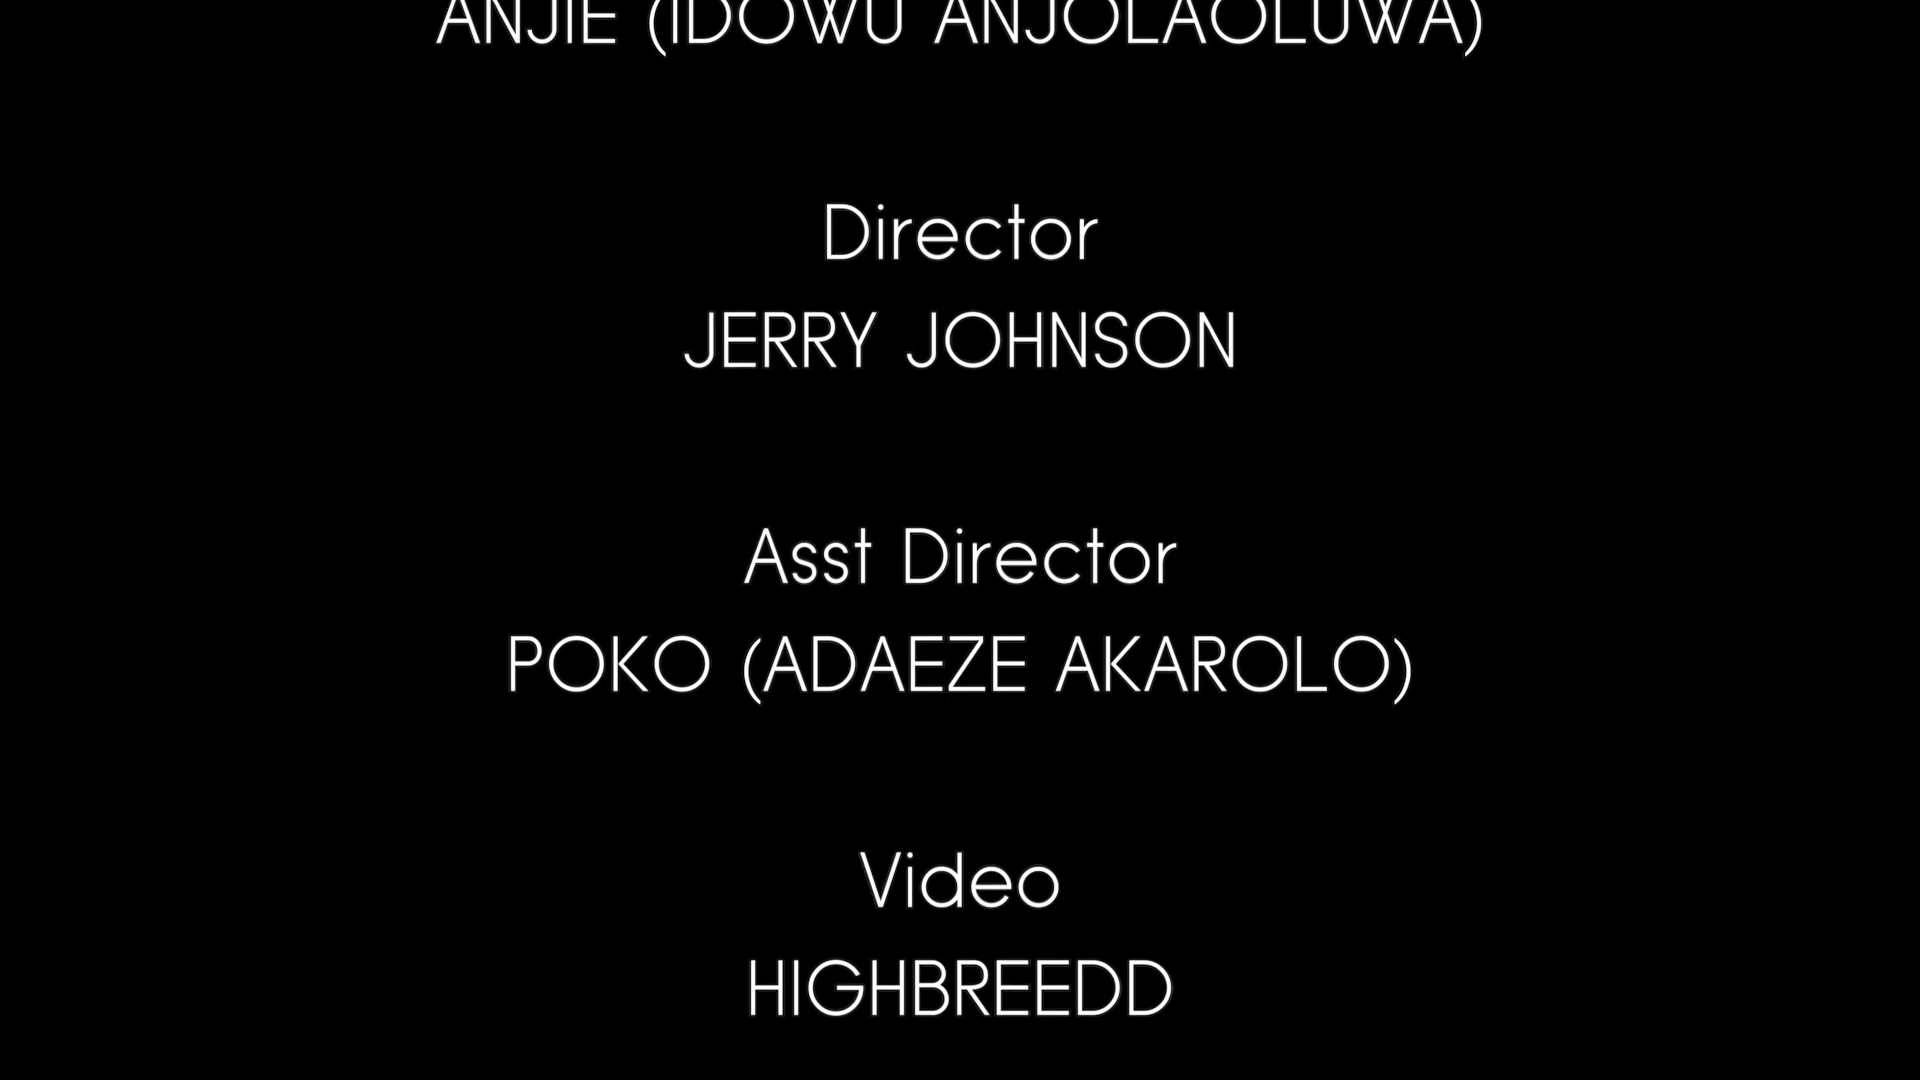 ANJIE (IDOWU ANJOLAOLUWA)
Director
JERRY JOHNSON
Asst Director
POKO (ADAEZE AKAROLO)
Video
HIGHBREEDD